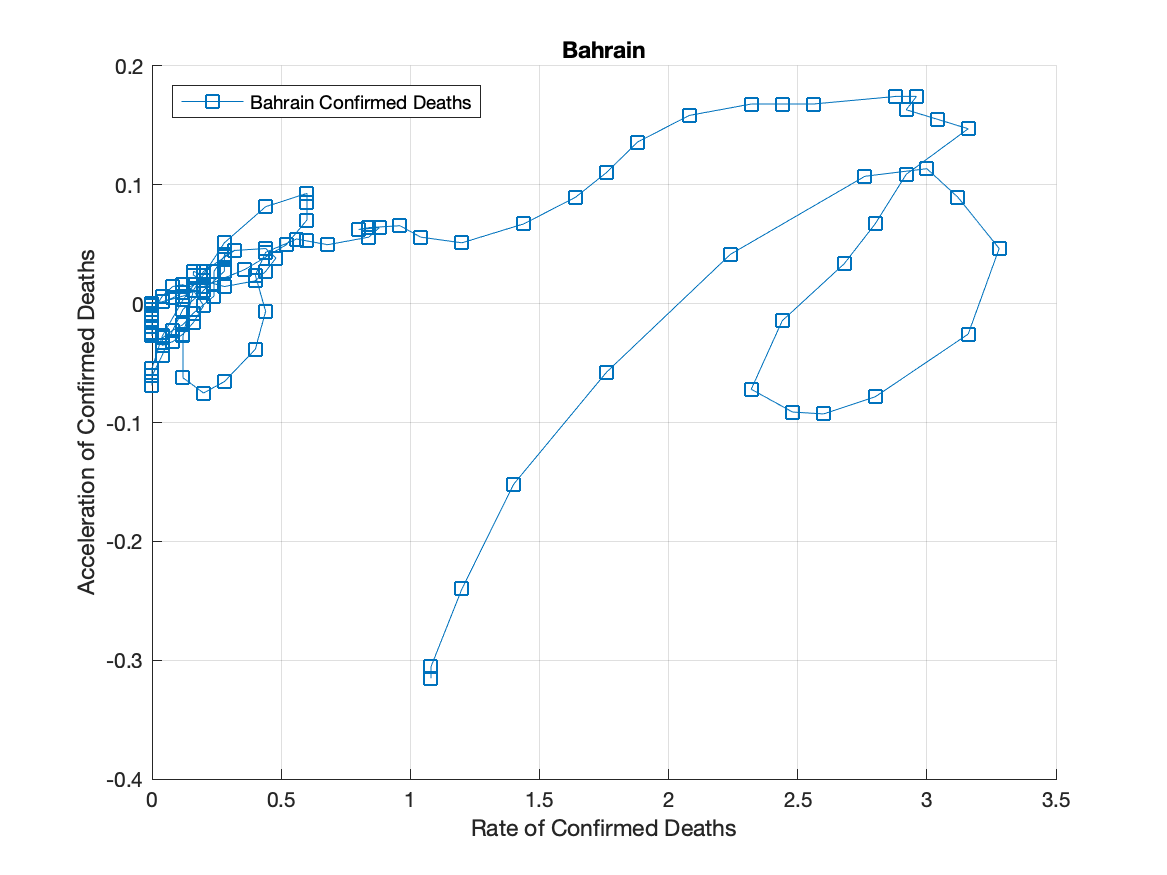 Bahrain
Bahrain Confirmed Deaths
Acceleration of Confirmed Deaths
0.2
0.1
0
-0.1
-0.2
-0.3
-0.4
0 0.5 1 1.5 2 2.5 3 3.5
Rate of Confirmed Deaths